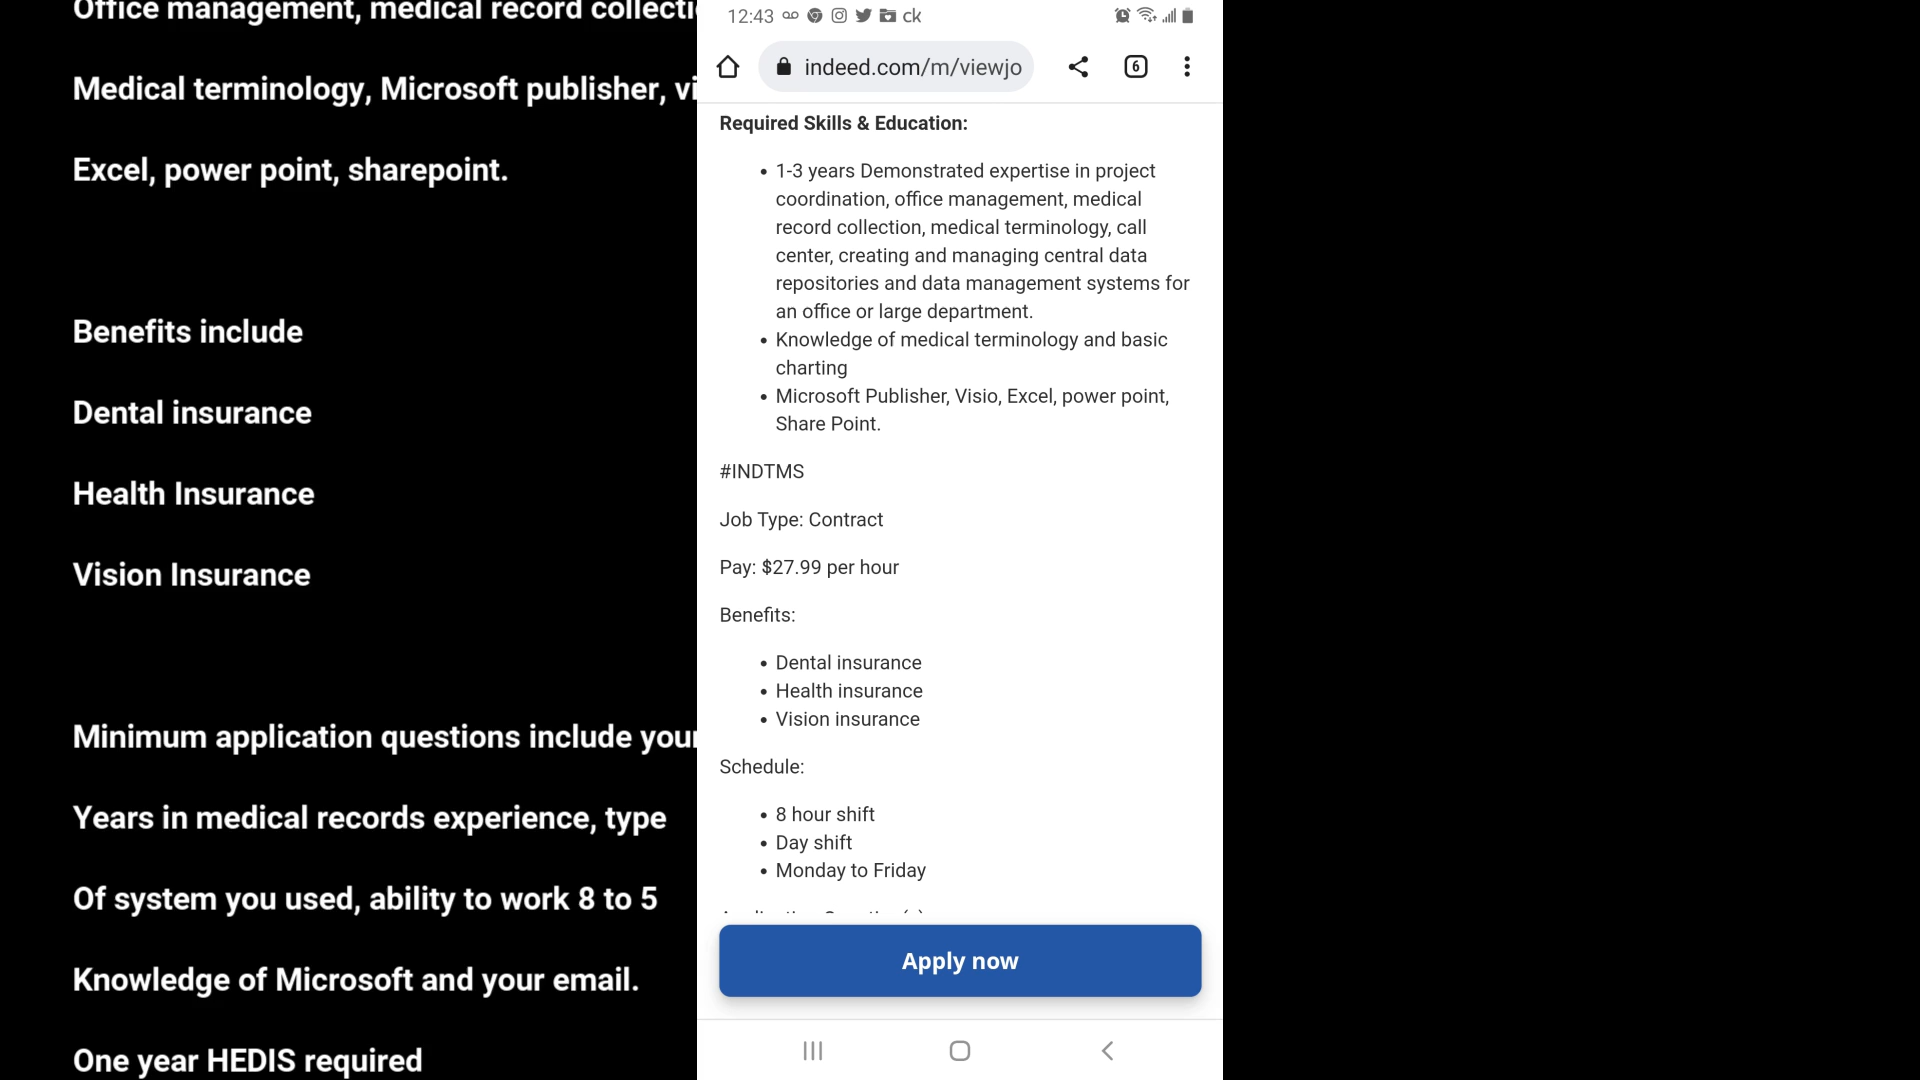 Office management, medical record collecti
Medical terminology, Microsoft publisher, vi
Excel, power point, sharepoint.
Benefits include
Dental insurance
Health Insurance
Vision Insurance
Minimum application questions include your
Years in medical records experience, type
Of system you used, ability to work 8 to 5
Knowledge of Microsoft and your email.
One year HEDIS required
12:43 ck
indeed.com/m/viewjo 6
Required Skills & Education:
• 1-3 years Demonstrated expertise in project
coordination, office management, medical
record collection, medical terminology, call
center, creating and managing central data
repositories and data management systems for
an office or large department.
• Knowledge of medical terminology and basic
charting
• Microsoft Publisher, Visio, Excel, power point,
Share Point.
#INDTMS
Job Type: Contract
Pay: $27.99 per hour
Benefits:
• Dental insurance
• Health insurance
• Vision insurance
Schedule:
• 8 hour shift
• Day shift
• Monday to Friday
Apply now